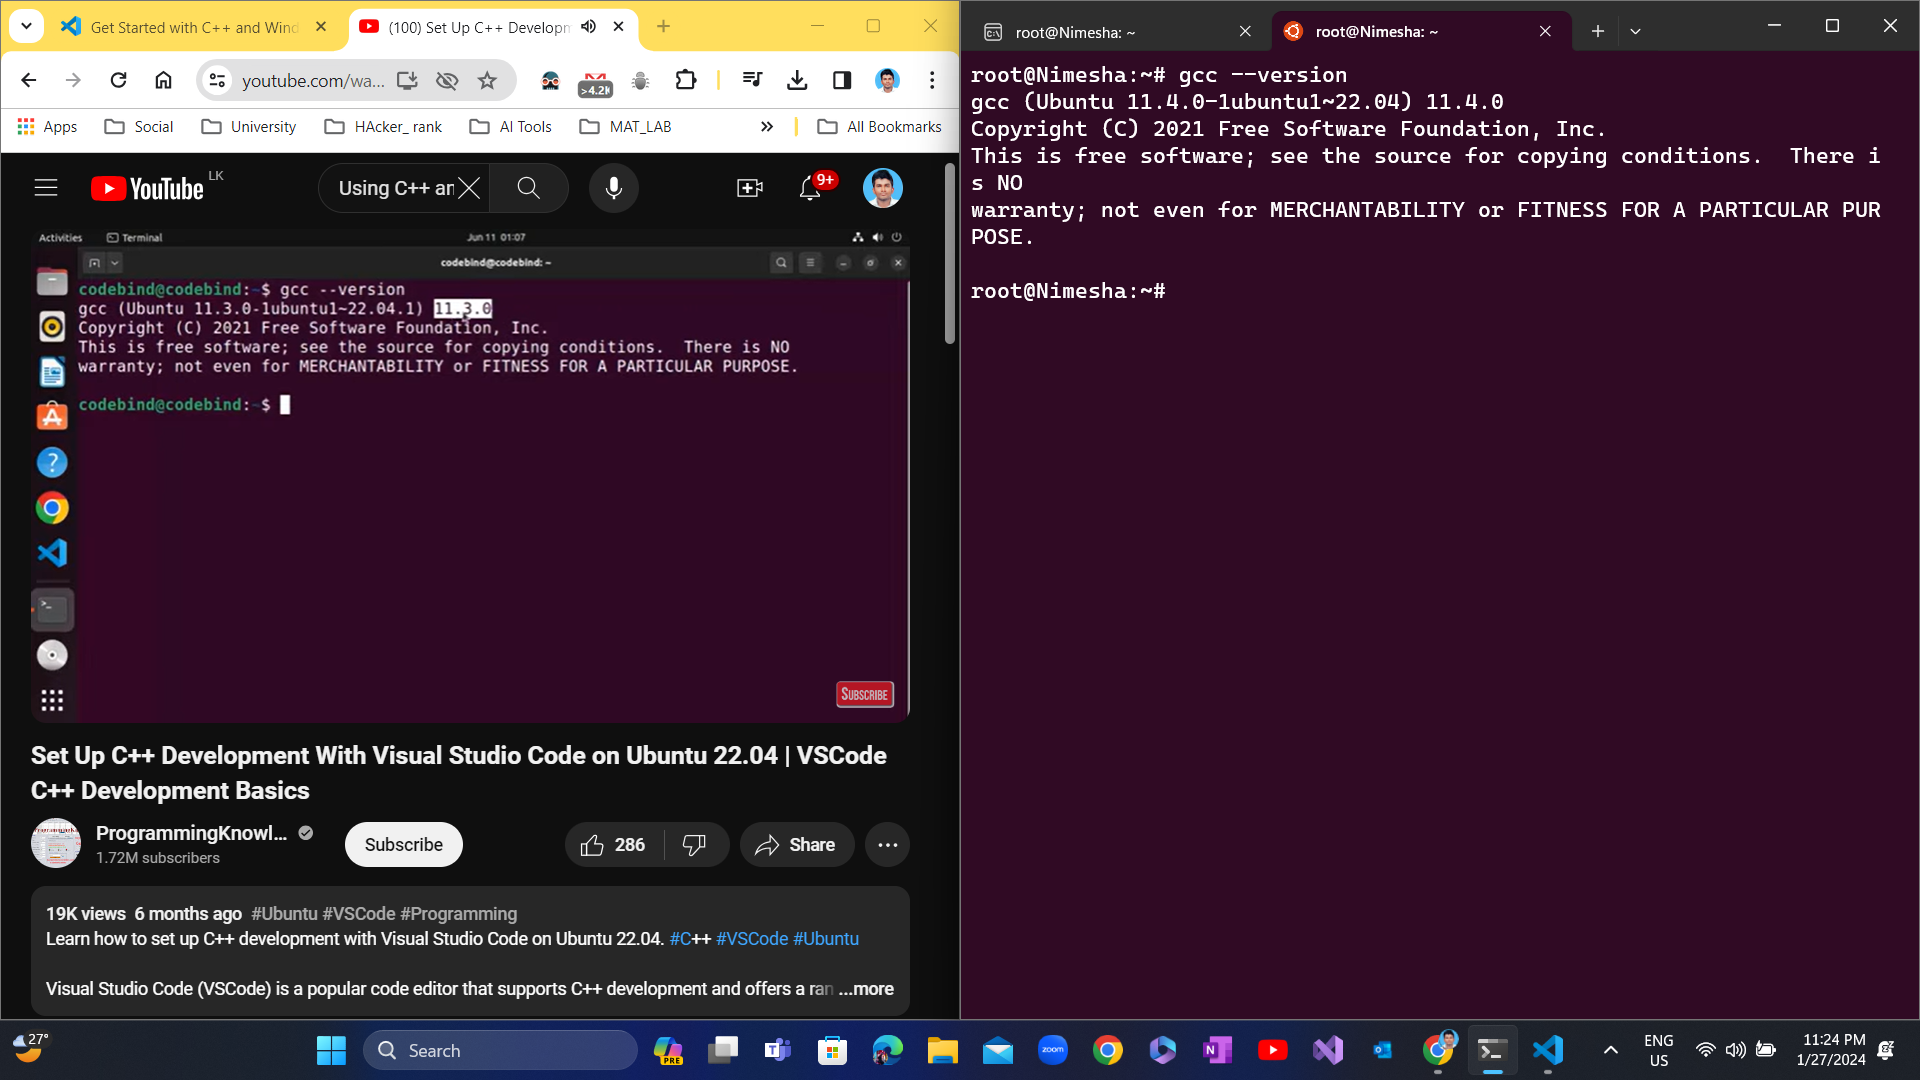 Get Started with C++ and Wind
(100) Set Up C++ Developm
youtube.com/wa...
>4.2K
Apps
Social
University
HAcker_ rank
AI Tools
MAT_LAB
»
All Bookmarks
YouTube LK
Using C++ an
9+
Activities
Terminal
Jun 11 01:07
codebind@codebind: ~
codebind@codebind:~$ gcc --version
gcc (Ubuntu 11.3.0-1ubuntu1~22.04.1) 11.3.0
Copyright (C) 2021 Free Software Foundation, Inc.
This is free software; see the source for copying conditions.  There is NO
warranty; not even for MERCHANTABILITY or FITNESS FOR A PARTICULAR PURPOSE.
codebind@codebind:~$
SUBSCRIBE
Set Up C++ Development With Visual Studio Code on Ubuntu 22.04 | VSCode
C++ Development Basics
ProgrammingKnowl...
1.72M subscribers
Subscribe
286
Share
19K views 6 months ago #Ubuntu #VSCode #Programming
Learn how to set up C++ development with Visual Studio Code on Ubuntu 22.04. #C++ #VSCode #Ubuntu
Visual Studio Code (VSCode) is a popular code editor that supports C++ development and offers a ran ...more
root@Nimesha: ~
root@Nimesha: ~
root@Nimesha:~# gcc --version
gcc (Ubuntu 11.4.0-1ubuntu1~22.04) 11.4.0
Copyright (C) 2021 Free Software Foundation, Inc.
This is free software; see the source for copying conditions.  There i
s NO
warranty; not even for MERCHANTABILITY or FITNESS FOR A PARTICULAR PUR
POSE.
root@Nimesha:~#
27°
Search
PRE
zoom
ENG
US
11:24 PM
1/27/2024